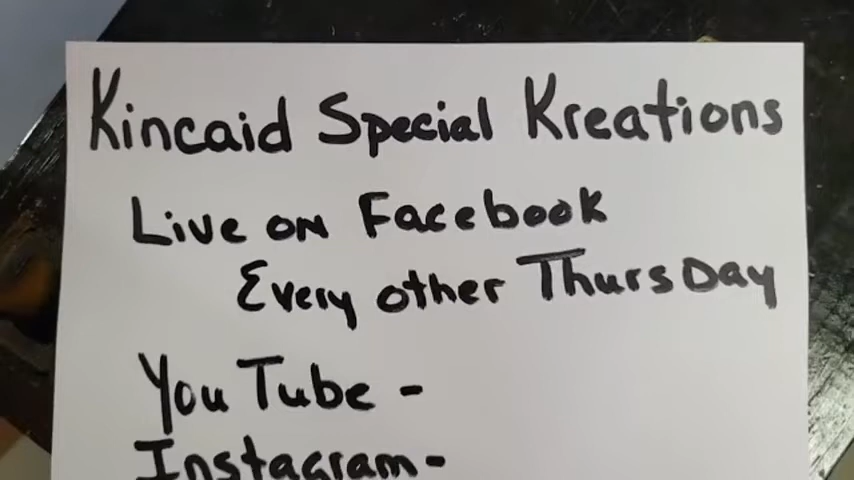 Kincaid Special Kreations
Live on Facebook
Every other ThursDay
YouTube -
Instagram -